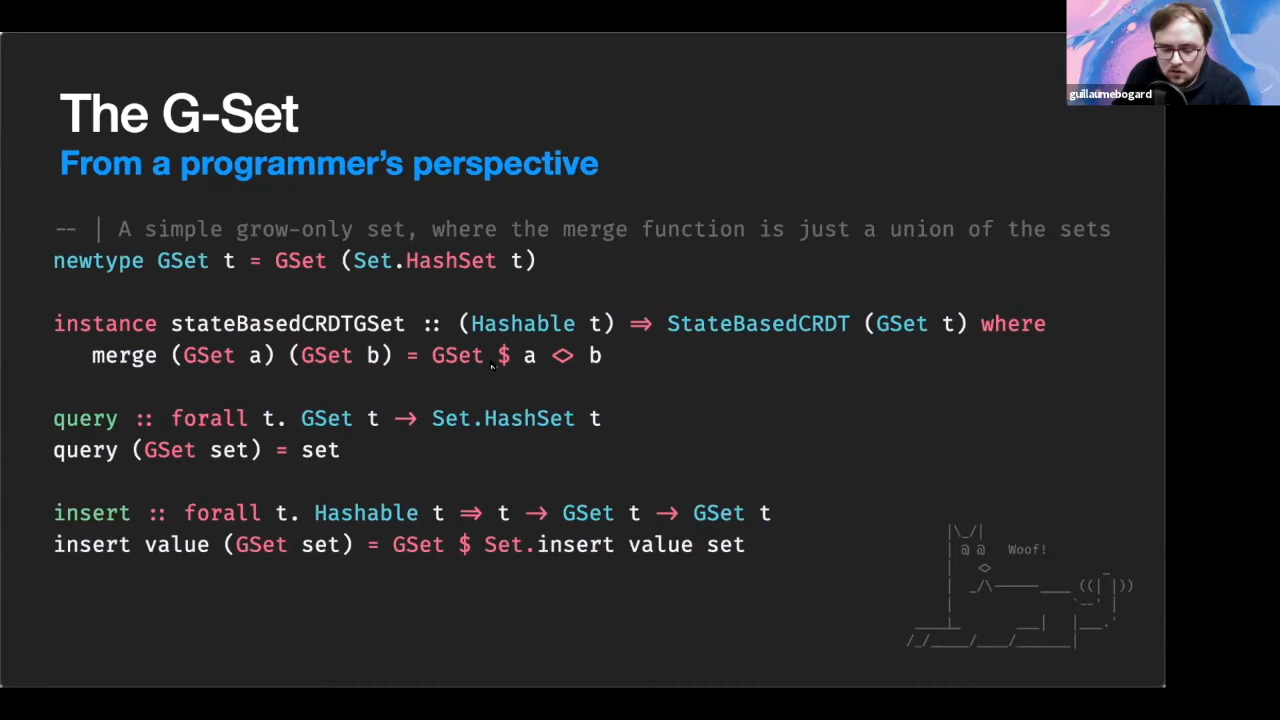 The G-Set
From a programmer's perspective
guillaumebogard
-- | A simple grow-only set, where the merge function is just a union of the sets
newtype GSet t = GSet (Set.HashSet t)
instance stateBasedCRDTGSet :: (Hashable t) => StateBasedCRDT (GSet t) where
merge (GSet a) (GSet b) = GSet $ a <> b
query :: forall t. GSet t -> Set.HashSet t
query (GSet set) = set
insert :: forall t. Hashable t => t -> GSet t -> GSet t
insert value (GSet set) = GSet $ Set.insert value set
Woof!